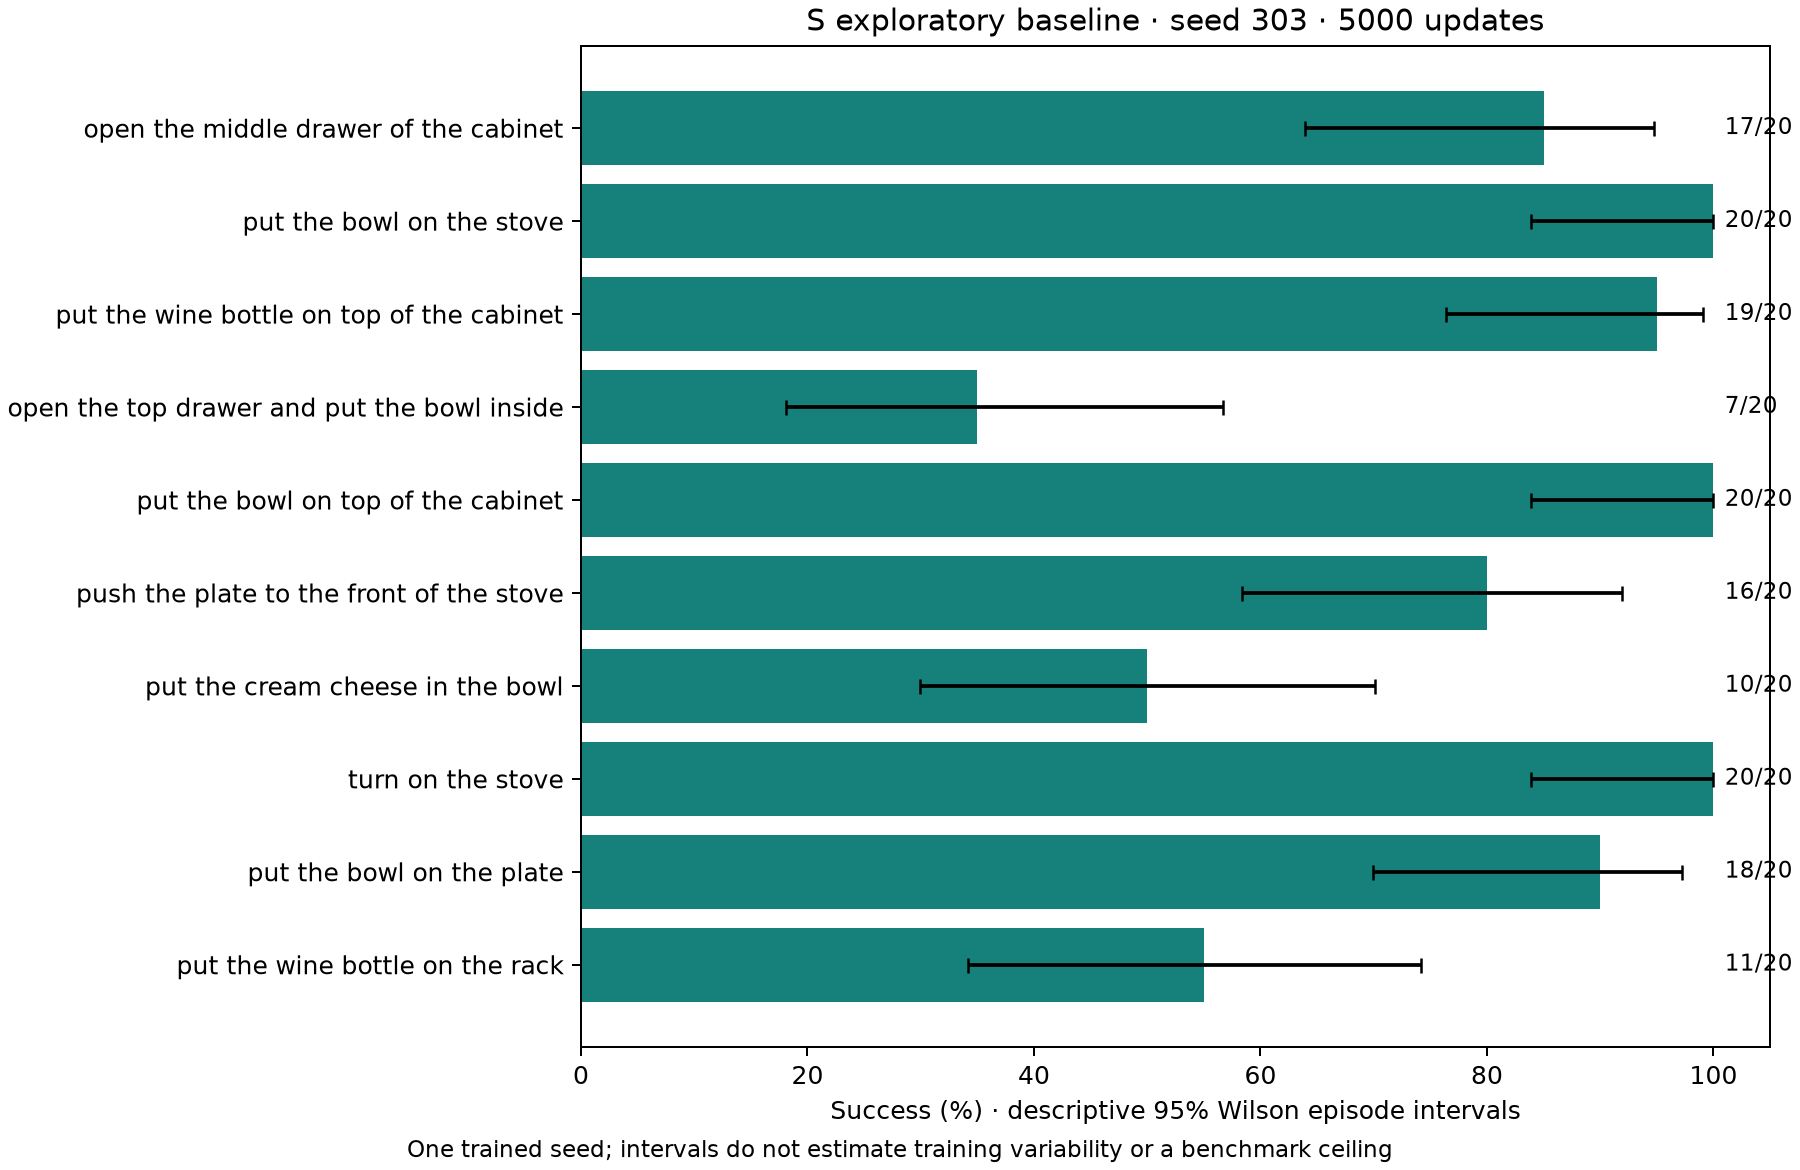 S exploratory baseline · seed 303 · 5000 updates
open the middle drawer of the cabinet 17/20
put the bowl on the stove 20/20
put the wine bottle on top of the cabinet 19/20
open the top drawer and put the bowl inside 7/20
put the bowl on top of the cabinet 20/20
push the plate to the front of the stove 16/20
put the cream cheese in the bowl 10/20
turn on the stove 20/20
put the bowl on the plate 18/20
put the wine bottle on the rack 11/20
0 20 40 60 80 100
Success (%) · descriptive 95% Wilson episode intervals
One trained seed; intervals do not estimate training variability or a benchmark ceiling